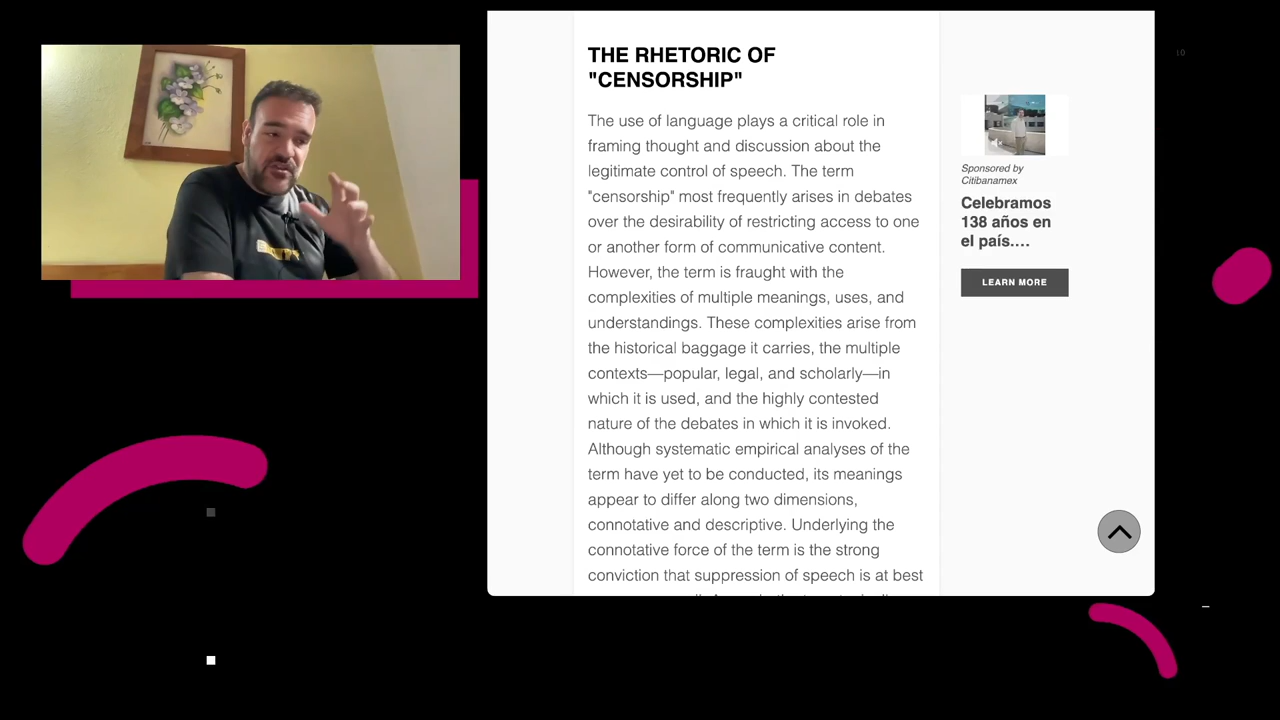 THE RHETORIC OF
"CENSORSHIP"
The use of language plays a critical role in
framing thought and discussion about the
legitimate control of speech. The term
"censorship" most frequently arises in debates
over the desirability of restricting access to one
or another form of communicative content.
However, the term is fraught with the
complexities of multiple meanings, uses, and
understandings. These complexities arise from
the historical baggage it carries, the multiple
contexts—popular, legal, and scholarly—in
which it is used, and the highly contested
nature of the debates in which it is invoked.
Although systematic empirical analyses of the
term have yet to be conducted, its meanings
appear to differ along two dimensions,
connotative and descriptive. Underlying the
connotative force of the term is the strong
conviction that suppression of speech is at best
Sponsored by
Citibanamex
Celebramos
138 años en
el país....
LEARN MORE